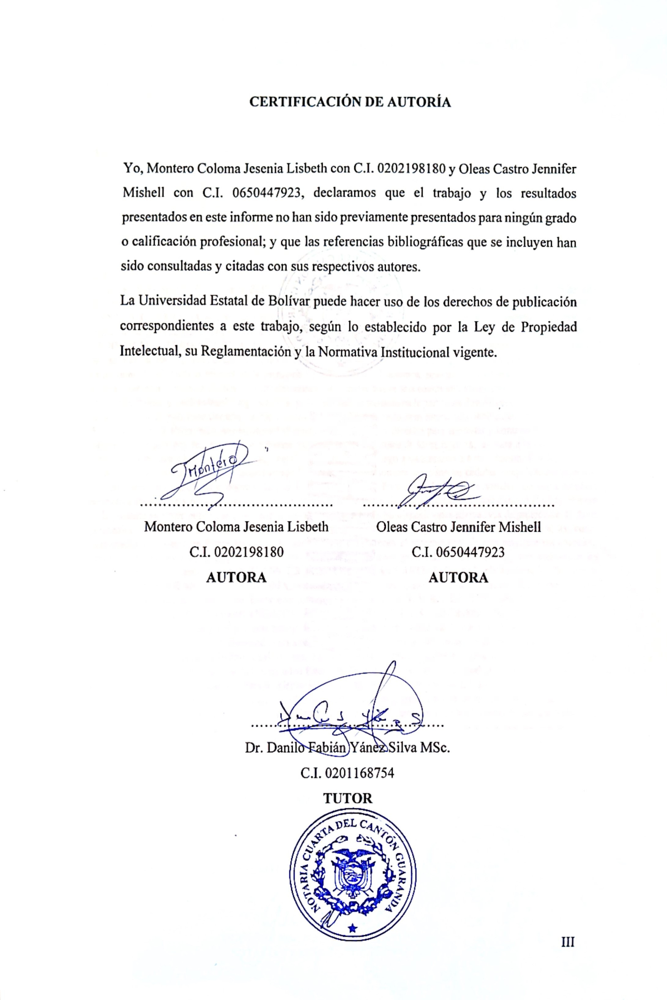 CERTIFICACIÓN DE AUTORÍA
Yo, Montero Coloma Jesenia Lisbeth con C.I. 0202198180 y Oleas Castro Jennifer
Mishell con C.I. 0650447923, declaramos que el trabajo y los resultados
presentados en este informe no han sido previamente presentados para ningún grado
o calificación profesional; y que las referencias bibliográficas que se incluyen han
sido consultadas y citadas con sus respectivos autores.
La Universidad Estatal de Bolívar puede hacer uso de los derechos de publicación
correspondientes a este trabajo, según lo establecido por la Ley de Propiedad
Intelectual, su Reglamentación y la Normativa Institucional vigente.
JMontero
Montero Coloma Jesenia Lisbeth
C.I. 0202198180
AUTORA
Oleas Castro Jennifer Mishell
C.I. 0650447923
AUTORA
Dr. Danilo Fabián Yánez Silva MSc.
C.I. 0201168754
TUTOR
NOTARIA CUARTA DEL CANTÓN GUARANDA
III